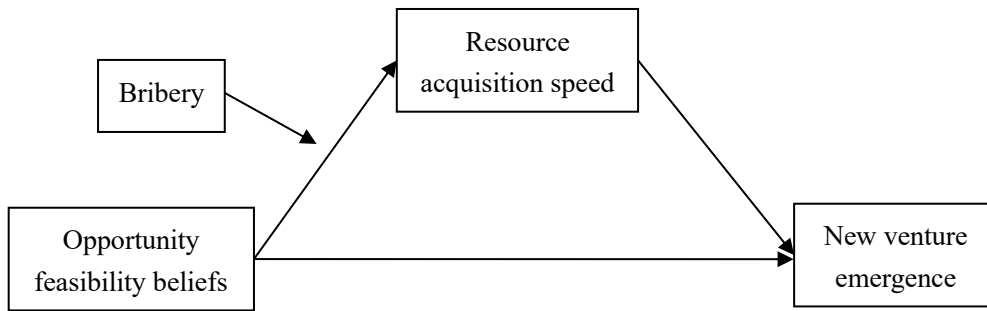 Resource
acquisition speed
Bribery
Opportunity
feasibility beliefs
New venture
emergence